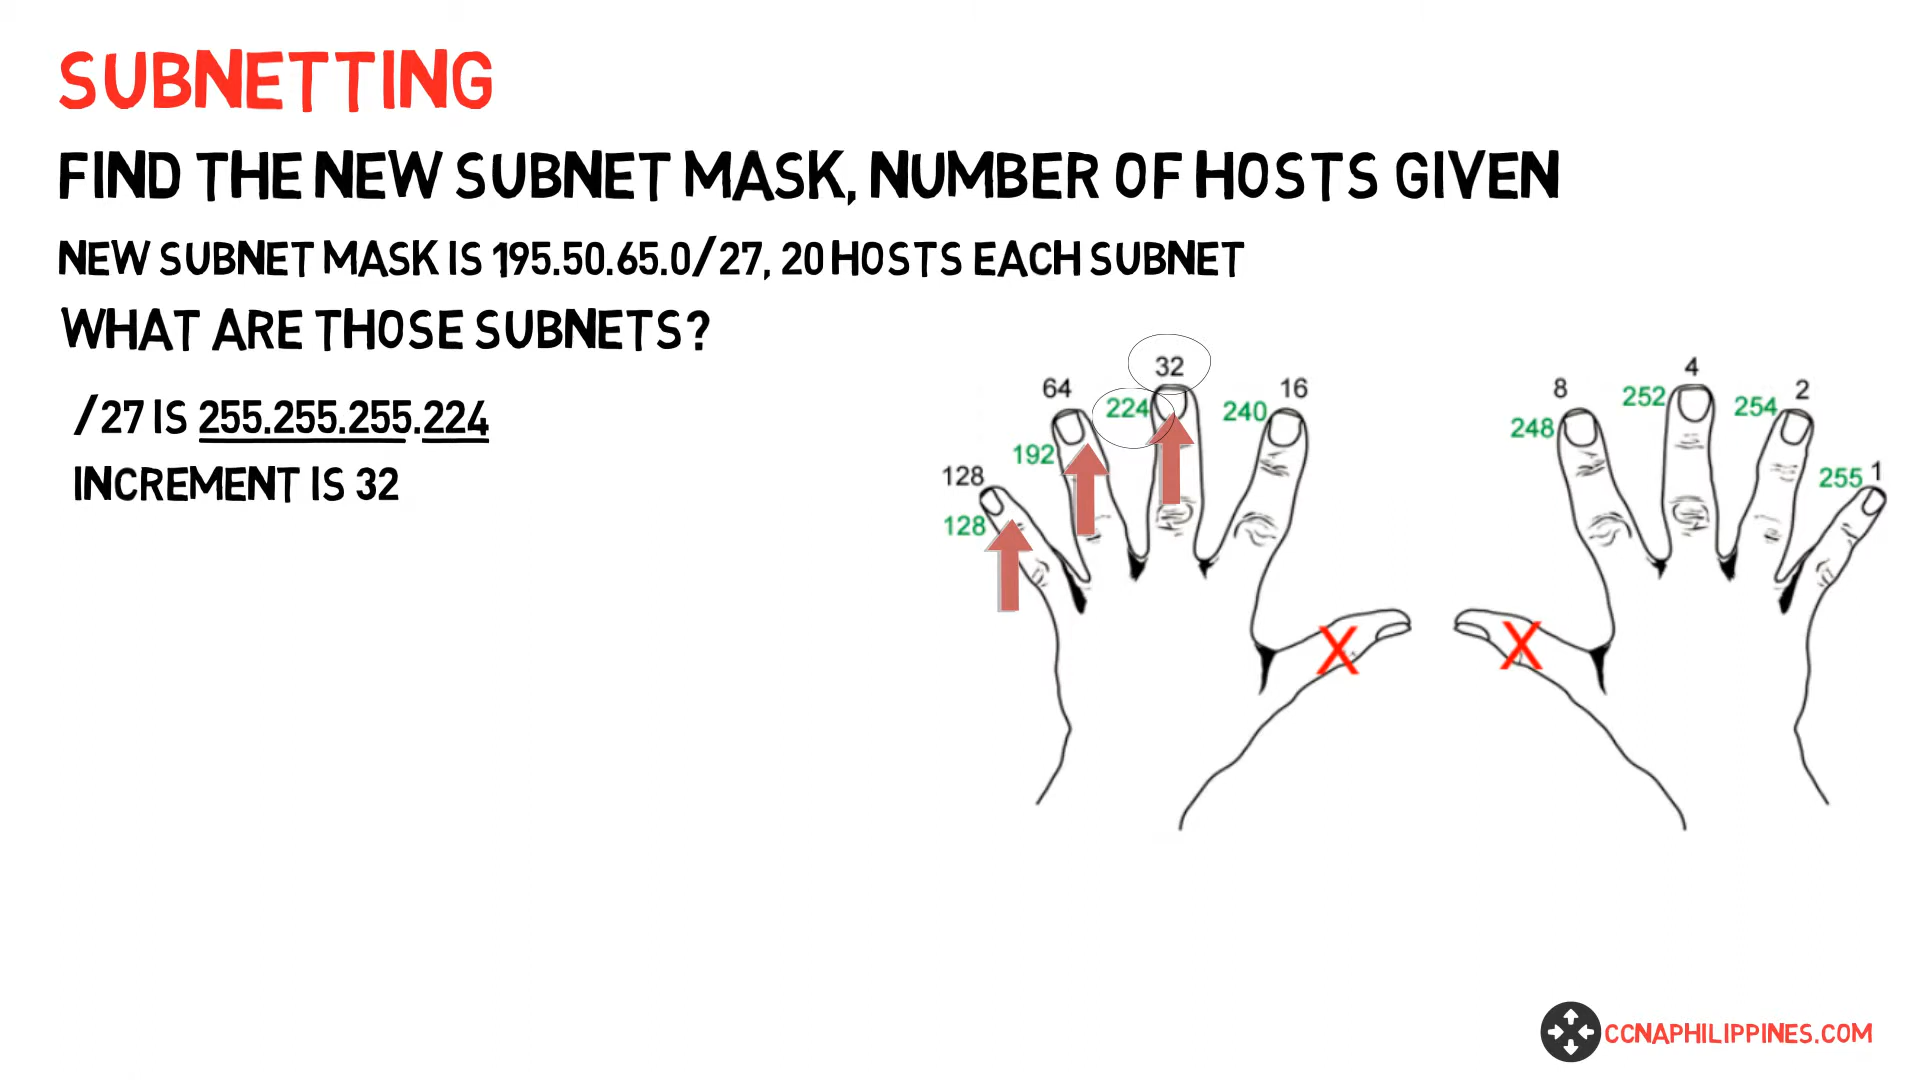 SUBNETTING
FIND THE NEW SUBNET MASK, NUMBER OF HOSTS GIVEN
NEW SUBNET MASK IS 195.50.65.0/27, 20 HOSTS EACH SUBNET
WHAT ARE THOSE SUBNETS?
/27 IS 255.255.255.224
INCREMENT IS 32
128
64
32
16
128
192
224
240
8
4
2
1
248
252
254
255
X
X
CCNAPHILIPPINES.COM